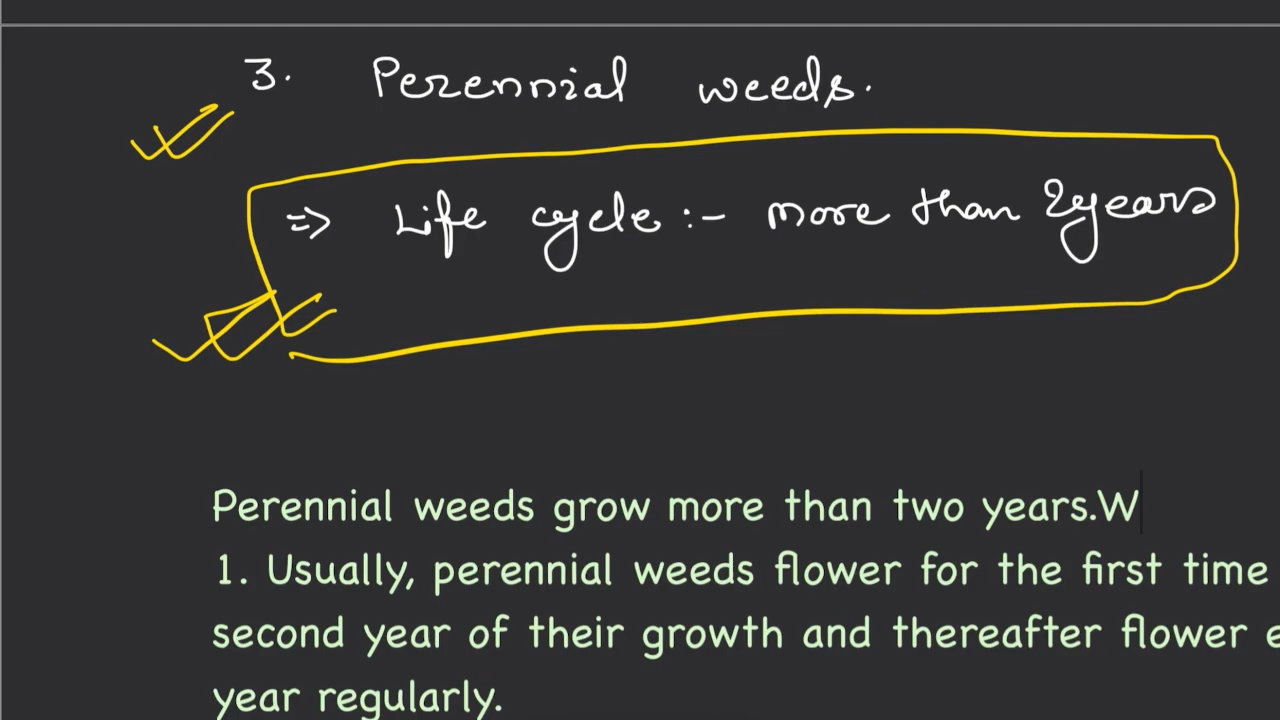 3. Perennial weeds.
=> Life cycle :- more than 2years
Perennial weeds grow more than two years.W
1. Usually, perennial weeds flower for the first time
second year of their growth and thereafter flower e
year regularly.